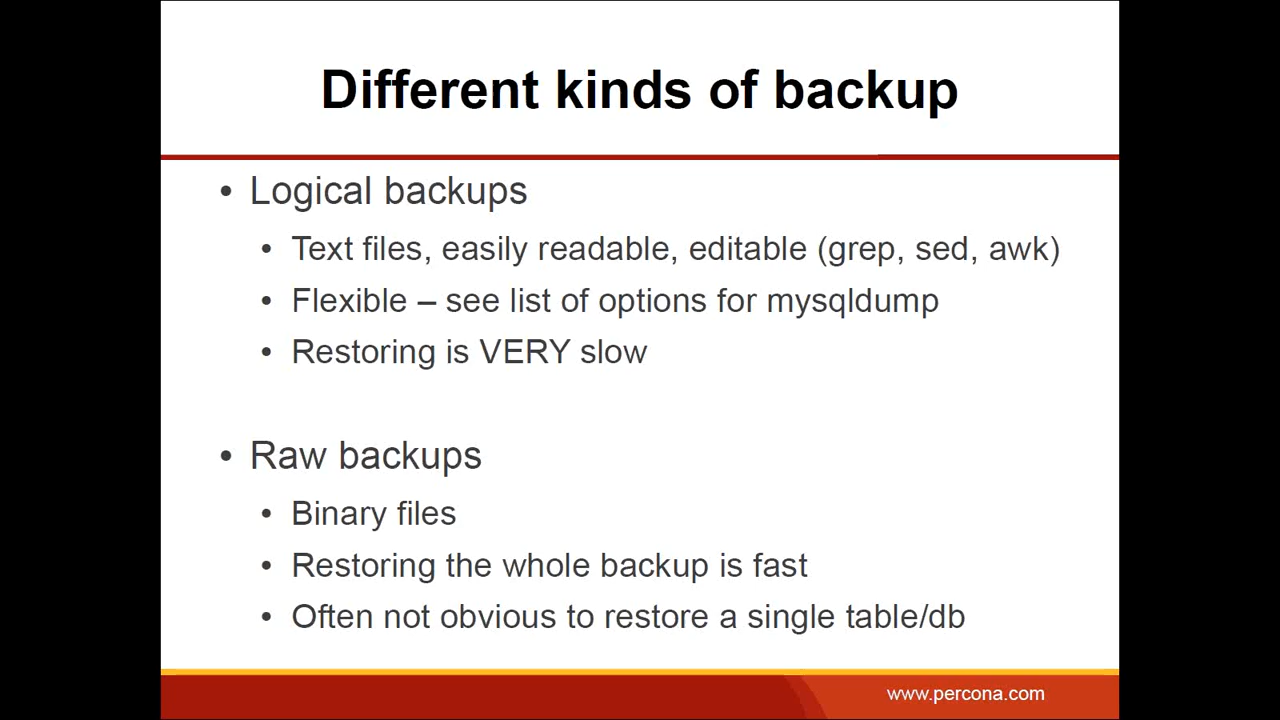 Different kinds of backup
• Logical backups
• Text files, easily readable, editable (grep, sed, awk)
• Flexible – see list of options for mysqldump
• Restoring is VERY slow
• Raw backups
• Binary files
• Restoring the whole backup is fast
• Often not obvious to restore a single table/db
www.percona.com